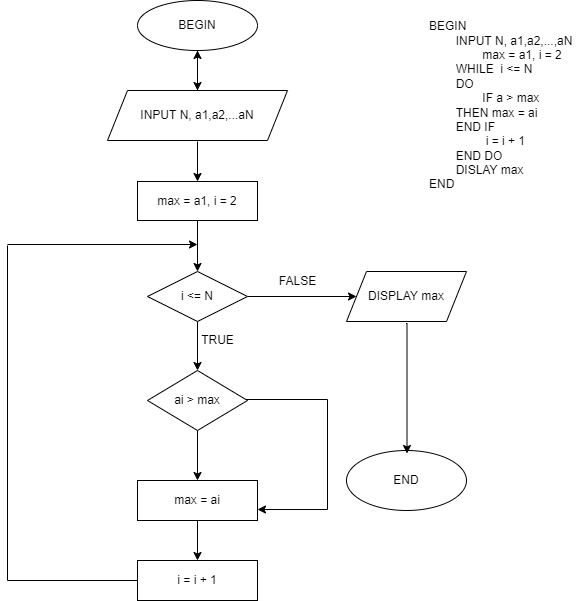 BEGIN
INPUT N, a1,a2,...aN
max = a1, i = 2
i <= N
FALSE
DISPLAY max
TRUE
ai > max
END
max = ai
i = i + 1
BEGIN
INPUT N, a1,a2,...,aN
max = a1, i = 2
WHILE i <= N
DO
IF a > max
THEN max = ai
END IF
i = i + 1
END DO
DISLAY max
END